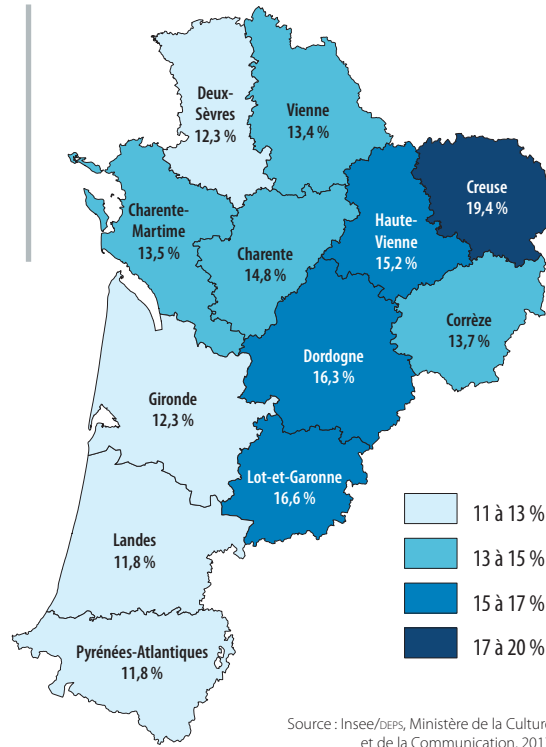 Deux-
Sèvres
12,3 %
Vienne
13,4 %
Creuse
19,4 %
Charente-
Martime
13,5 %
Haute-
Vienne
15,2 %
Charente
14,8 %
Corrèze
13,7 %
Dordogne
16,3 %
Gironde
12,3 %
Lot-et-Garonne
16,6 %
Landes
11,8 %
Pyrénées-Atlantiques
11,8 %
11 à 13 %
13 à 15 %
15 à 17 %
17 à 20 %
Source : Insee/DEPS, Ministère de la Culture
et de la Communication,